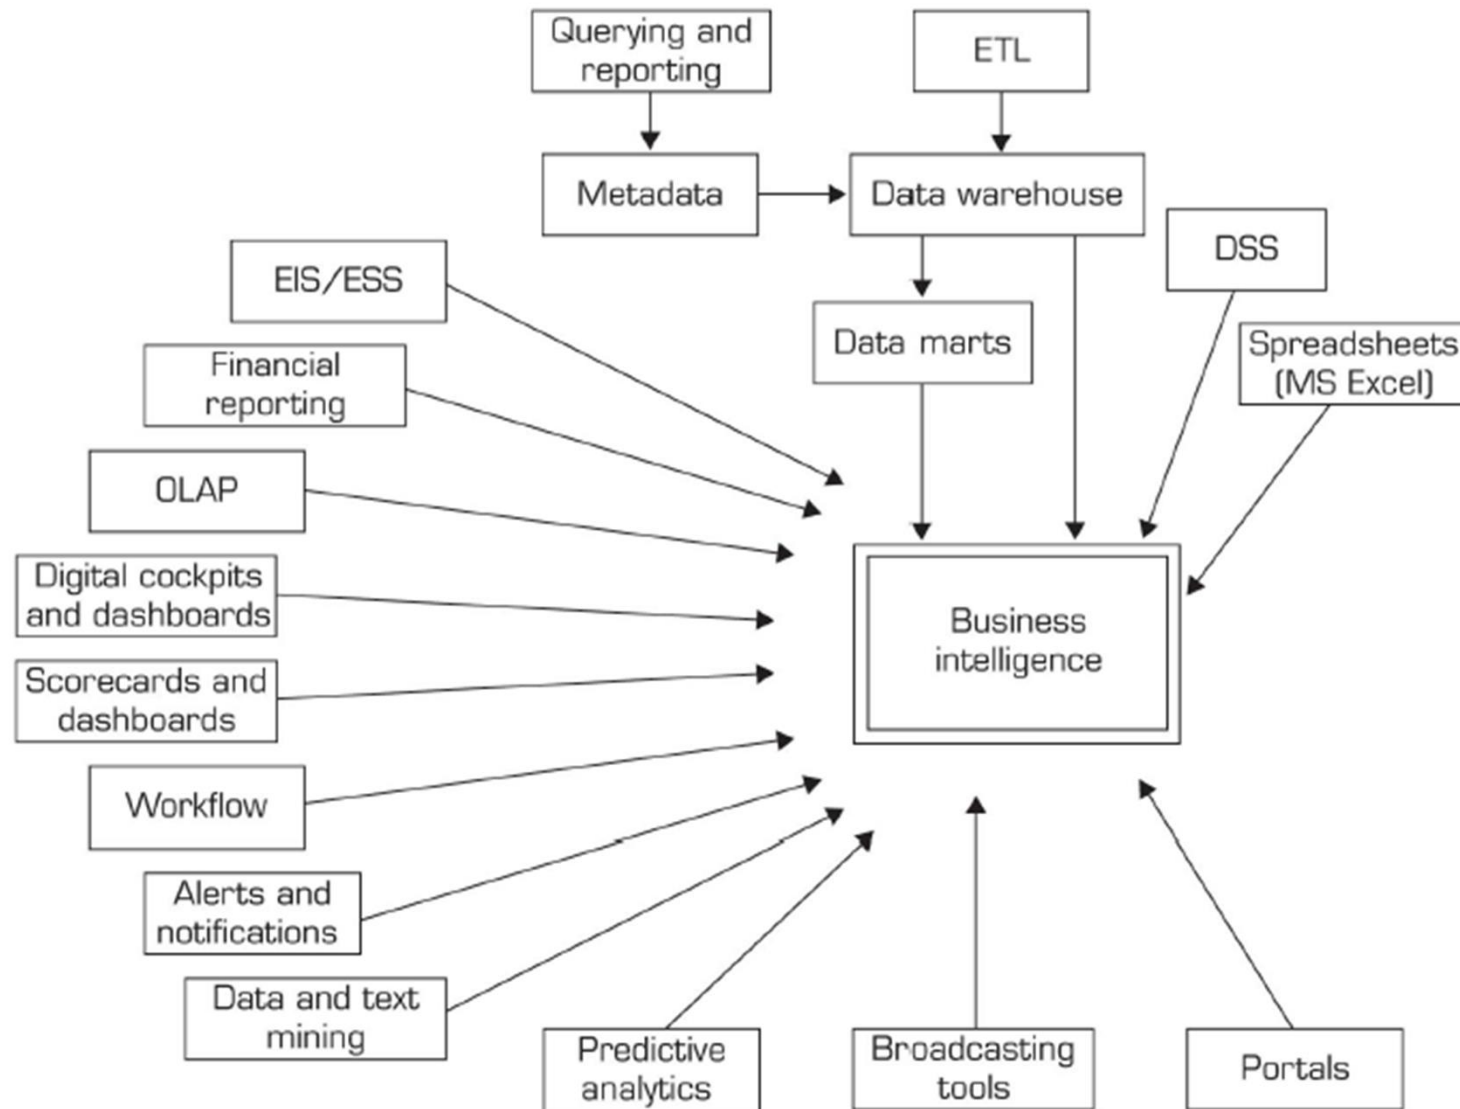 Querying and
reporting
ETL
Metadata
Data warehouse
DSS
EIS/ESS
Data marts
Spreadsheets
(MS Excel)
Financial
reporting
OLAP
Digital cockpits
and dashboards
Business
intelligence
Scorecards and
dashboards
Workflow
Alerts and
notifications
Data and text
mining
Predictive
analytics
Broadcasting
tools
Portals